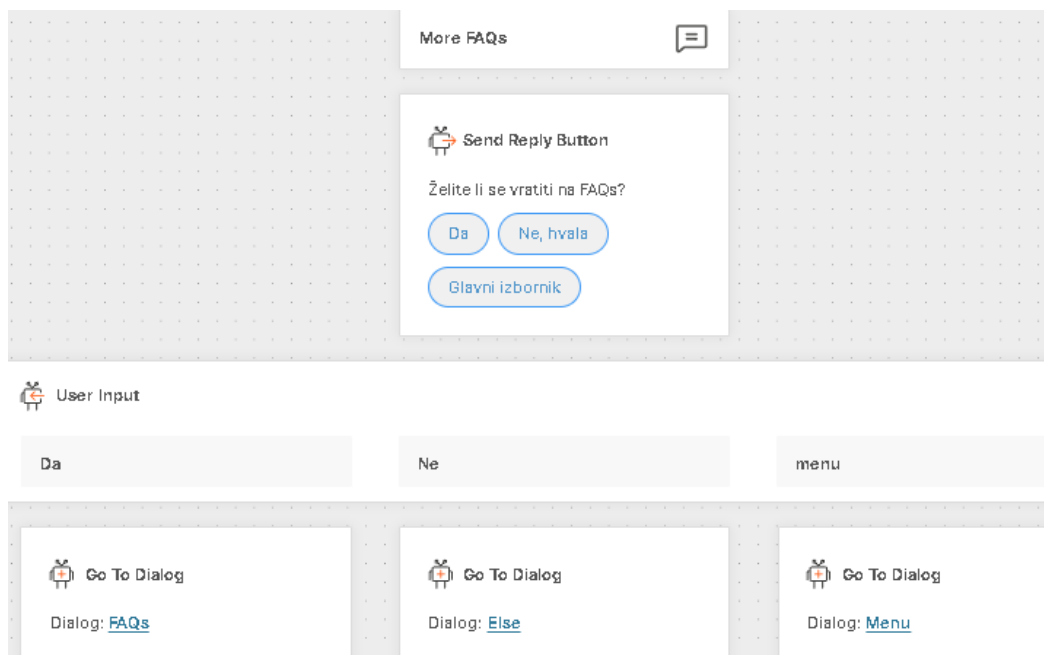 More FAQs
Send Reply Button
Želite li se vratiti na FAQs?
Da
Ne, hvala
Glavni izbornik
User Input
Da
Ne
menu
Go To Dialog
Go To Dialog
Go To Dialog
Dialog: FAQs
Dialog: Else
Dialog: Menu